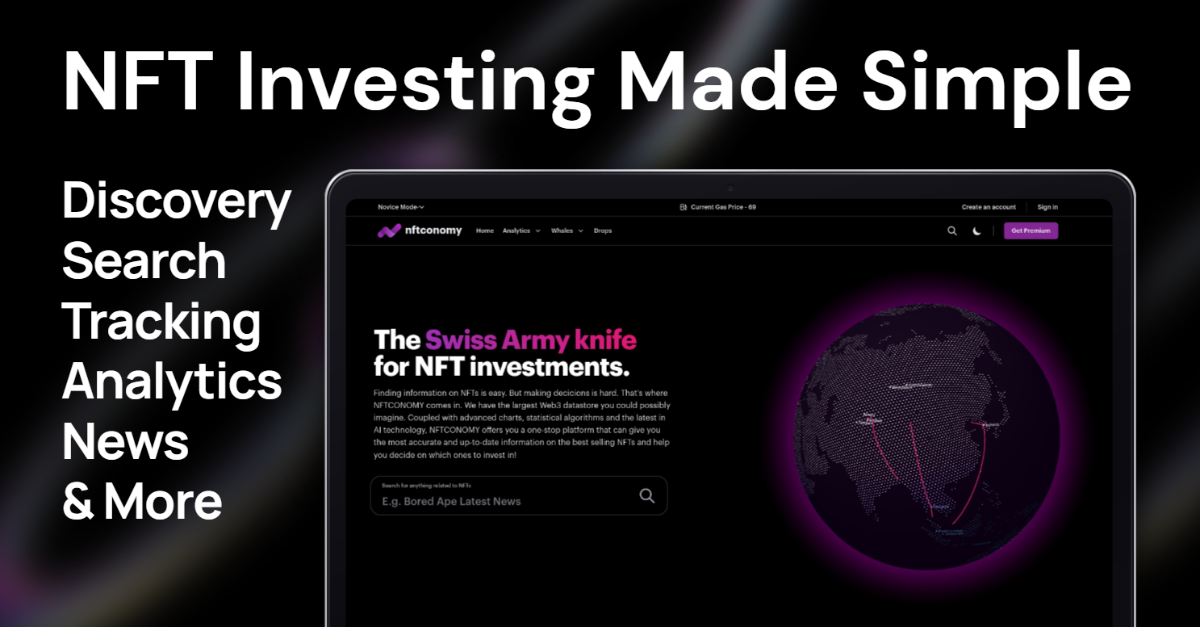 NFT Investing Made Simple
Discovery
Search
Tracking
Analytics
News
& More
Novice Mode
Current Gas Price - 69
Create an account
Sign in
nftconomy
Home
Analytics
Whales
Drops
Get Premium
The Swiss Army knife
for NFT investments.
Finding information on NFTs is easy. But making decicions is hard. That's where
NFTCONOMY comes in. We have the largest Web3 datastore you could possibly
imagine. Coupled with advanced charts, statistical algorithms and the latest in
AI technology, NFTCONOMY offers you a one-stop platform that can give you
the most accurate and up-to-date information on the best selling NFTs and help
you decide on which ones to invest in!
Search for anything related to NFTs
E.g. Bored Ape Latest News